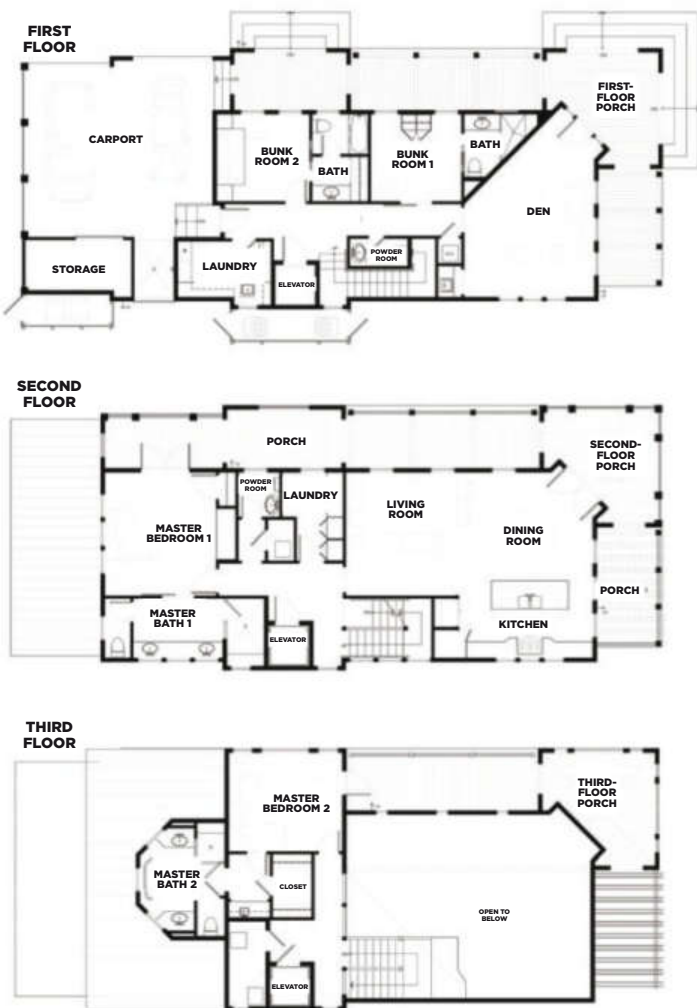 FIRST
FLOOR
CARPORT
FIRST-
FLOOR
PORCH
BUNK
ROOM 2
BATH
BUNK
ROOM 1
BATH
DEN
STORAGE
LAUNDRY
ELEVATOR
POWDER
ROOM
SECOND
FLOOR
PORCH
SECOND-
FLOOR
PORCH
POWDER
ROOM
LAUNDRY
LIVING
ROOM
MASTER
BEDROOM 1
DINING
ROOM
PORCH
MASTER
BATH 1
ELEVATOR
KITCHEN
THIRD
FLOOR
MASTER
BEDROOM 2
THIRD-
FLOOR
PORCH
MASTER
BATH 2
CLOSET
OPEN TO
BELOW
ELEVATOR